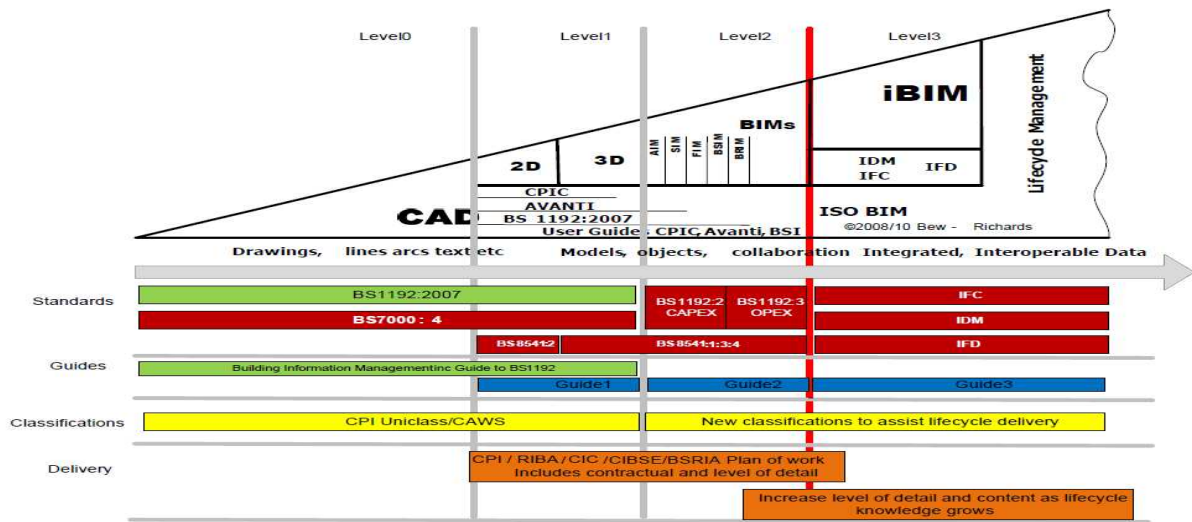 Level0
Level1
Level2
Level3
iBIM
Lifecycle Management
BIMs
2D
3D
AIM
SIM
FIM
BSIM
BRIM
IDM
IFD
IFC
CPIC
AVANTI
CAD
BS 1192:2007
ISO BIM
User Guides CPIC, Avanti, BSI
©2008/10 Bew - Richards
Drawings, lines arcs text etc
Models, objects, collaboration
Integrated, Interoperable Data
Standards
BS1192:2007
BS7000: 4
BS1192:2
CAPEX
BS1192:3
OPEX
IFC
IDM
BS8541:2
BS8541:1:3:4
IFD
Guides
Building Information Managementinc Guide to BS1192
Guide1
Guide2
Guide3
Classifications
CPI Uniclass/CAWS
New classifications to assist lifecycle delivery
Delivery
CPI / RIBA/ CIC /CIBSE/BSRIA Plan of work
Includes contractual and level of detail
Increase level of detail and content as lifecycle
knowledge grows